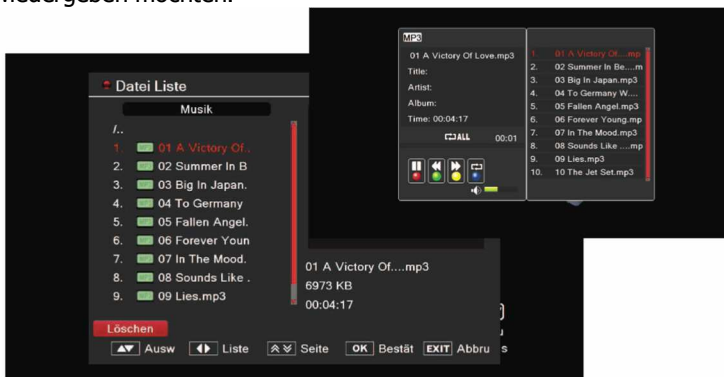 Datei Liste
Musik
/..
1. 01 A Victory Of..
2. 02 Summer In B
3. 03 Big In Japan.
4. 04 To Germany
5. 05 Fallen Angel.
6. 06 Forever Youn
7. 07 In The Mood.
8. 08 Sounds Like .
9. 09 Lies.mp3
01 A Victory Of....mp3
6973 KB
00:04:17
Löschen
Ausw Liste Seite OK Bestät EXIT Abbru
s
MP3
01 A Victory Of Love.mp3
Title:
Artist:
Album:
Time: 00:04:17
ALL 00:01
1. 01 A Victory Of....mp
2. 02 Summer In Be....m
3. 03 Big In Japan.mp3
4. 04 To Germany W....
5. 05 Fallen Angel.mp3
6. 06 Forever Young.mp
7. 07 In The Mood.mp3
8. 08 Sounds Like ....mp
9. 09 Lies.mp3
10. 10 The Jet Set.mp3